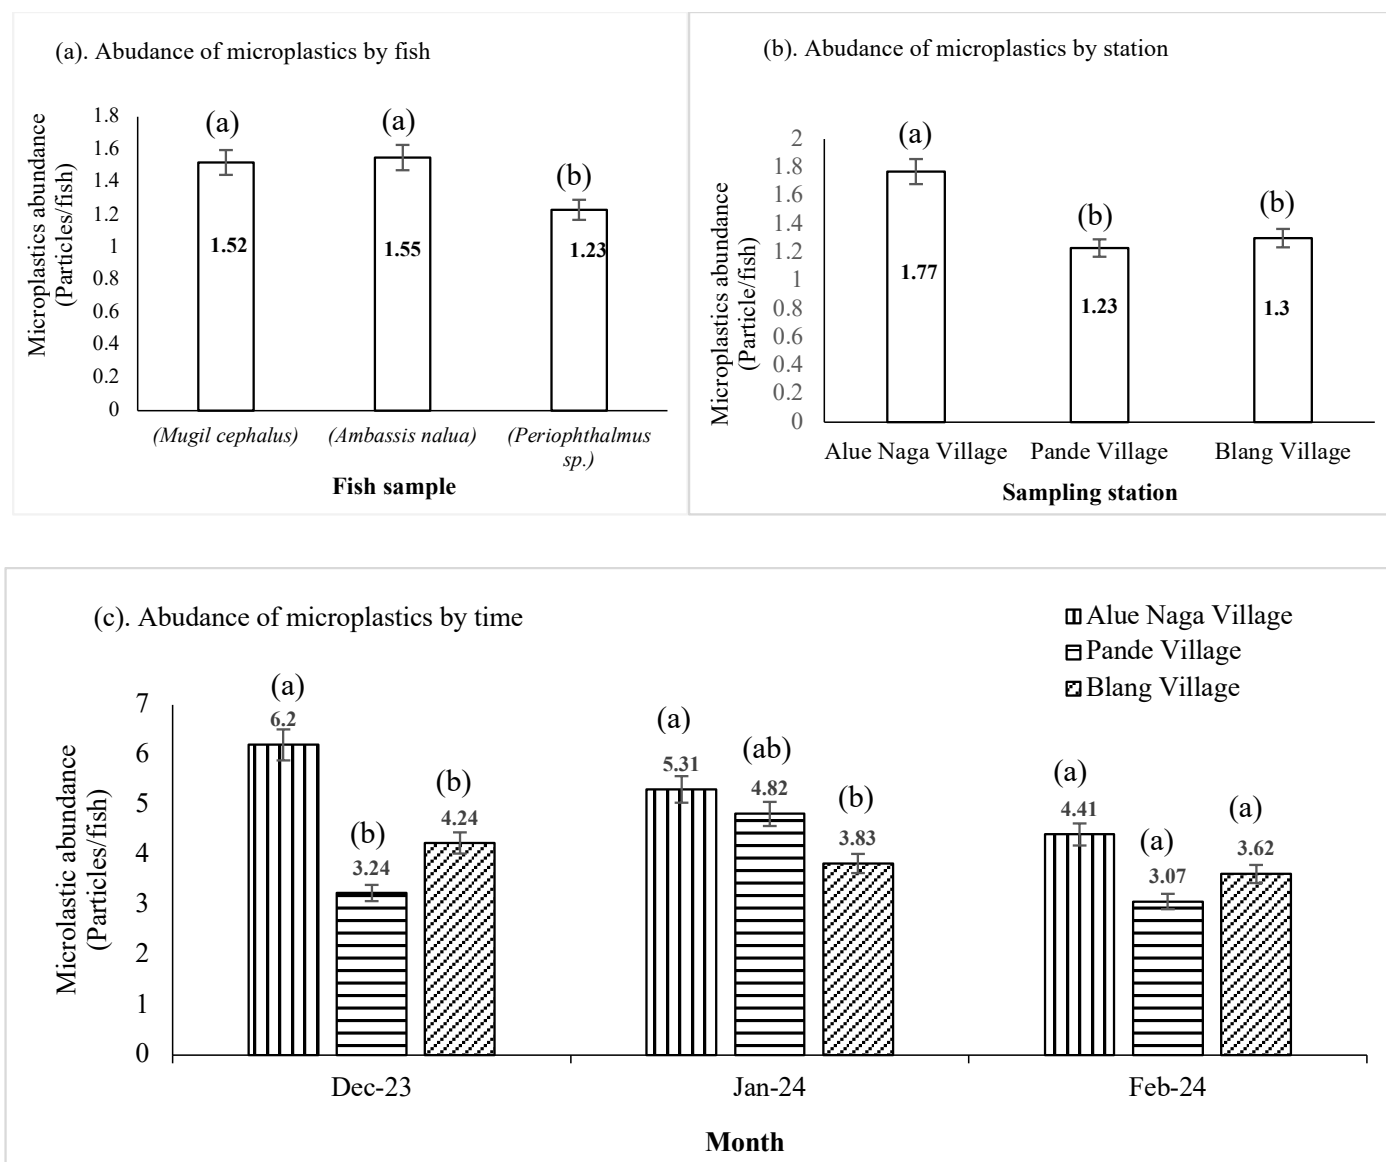 (a). Abudance of microplastics by fish
Microplastics abundance
(Particles/fish)
1.8
1.6
1.4
1.2
1
0.8
0.6
0.4
0.2
0
(a)
(a)
(b)
1.52
1.55
1.23
(Mugil cephalus)
(Ambassis nalua)
(Periophthalmus
sp.)
Fish sample
(b). Abudance of microplastics by station
Microplastics abundance
(Particle/fish)
2
1.8
1.6
1.4
1.2
1
0.8
0.6
0.4
0.2
0
(a)
(b)
(b)
1.77
1.23
1.3
Alue Naga Village
Pande Village
Blang Village
Sampling station
(c). Abudance of microplastics by time
Alue Naga Village
Pande Village
Blang Village
Microlastic abundance
(Particles/fish)
7
6
5
4
3
2
1
0
(a)
6.2
(b)
3.24
(b)
4.24
(a)
5.31
(ab)
4.82
(b)
3.83
(a)
4.41
(a)
3.07
(a)
3.62
Dec-23
Jan-24
Feb-24
Month